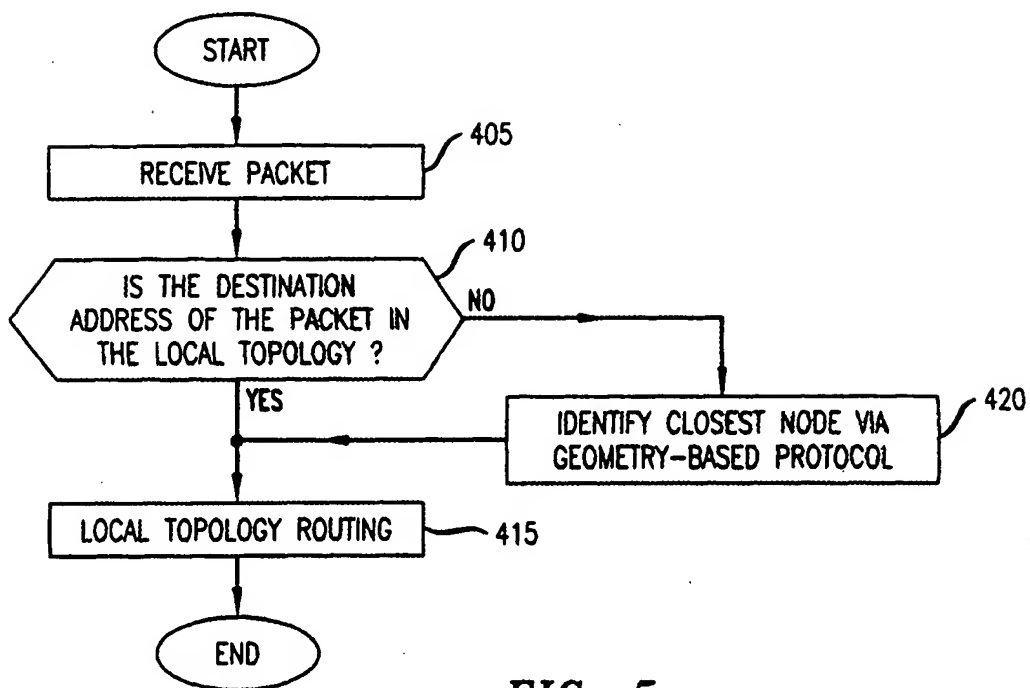 START
RECEIVE PACKET
405
IS THE DESTINATION
ADDRESS OF THE PACKET IN
THE LOCAL TOPOLOGY ?
410
NO
YES
IDENTIFY CLOSEST NODE VIA
GEOMETRY-BASED PROTOCOL
420
LOCAL TOPOLOGY ROUTING
415
END
FIG. 5